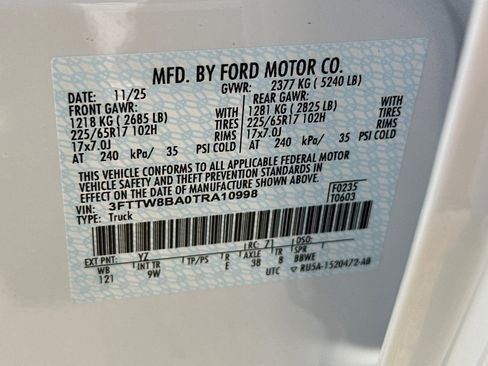 MFD. BY FORD MOTOR CO.
DATE: 11/25 GVWR: 2377 KG ( 5240 LB)
FRONT GAWR: REAR GAWR:
1218 KG ( 2685 LB) 1281 KG ( 2825 LB)
225/65R17 102H TIRES 225/65R17 102H TIRES
17x7.0J RIMS 17x7.0J RIMS
AT 240 kPa/ 35 PSI COLD AT 240 kPa/ 35 PSI COLD
THIS VEHICLE CONFORMS TO ALL APPLICABLE FEDERAL MOTOR
VEHICLE SAFETY AND THEFT PREVENTION STANDARDS IN
EFFECT ON THE DATE OF MANUFACTURE SHOWN ABOVE.
VIN: 3FTTW8BA0TRA10998 F0235
TYPE: Truck T0603
EXT PNT: YZ RC: 71 DSO:
WB INT TR TP/PS R AXLE TR SPR
121 9W E 38 8 BBWE
UTC ▽ RU5A-1520472-AB